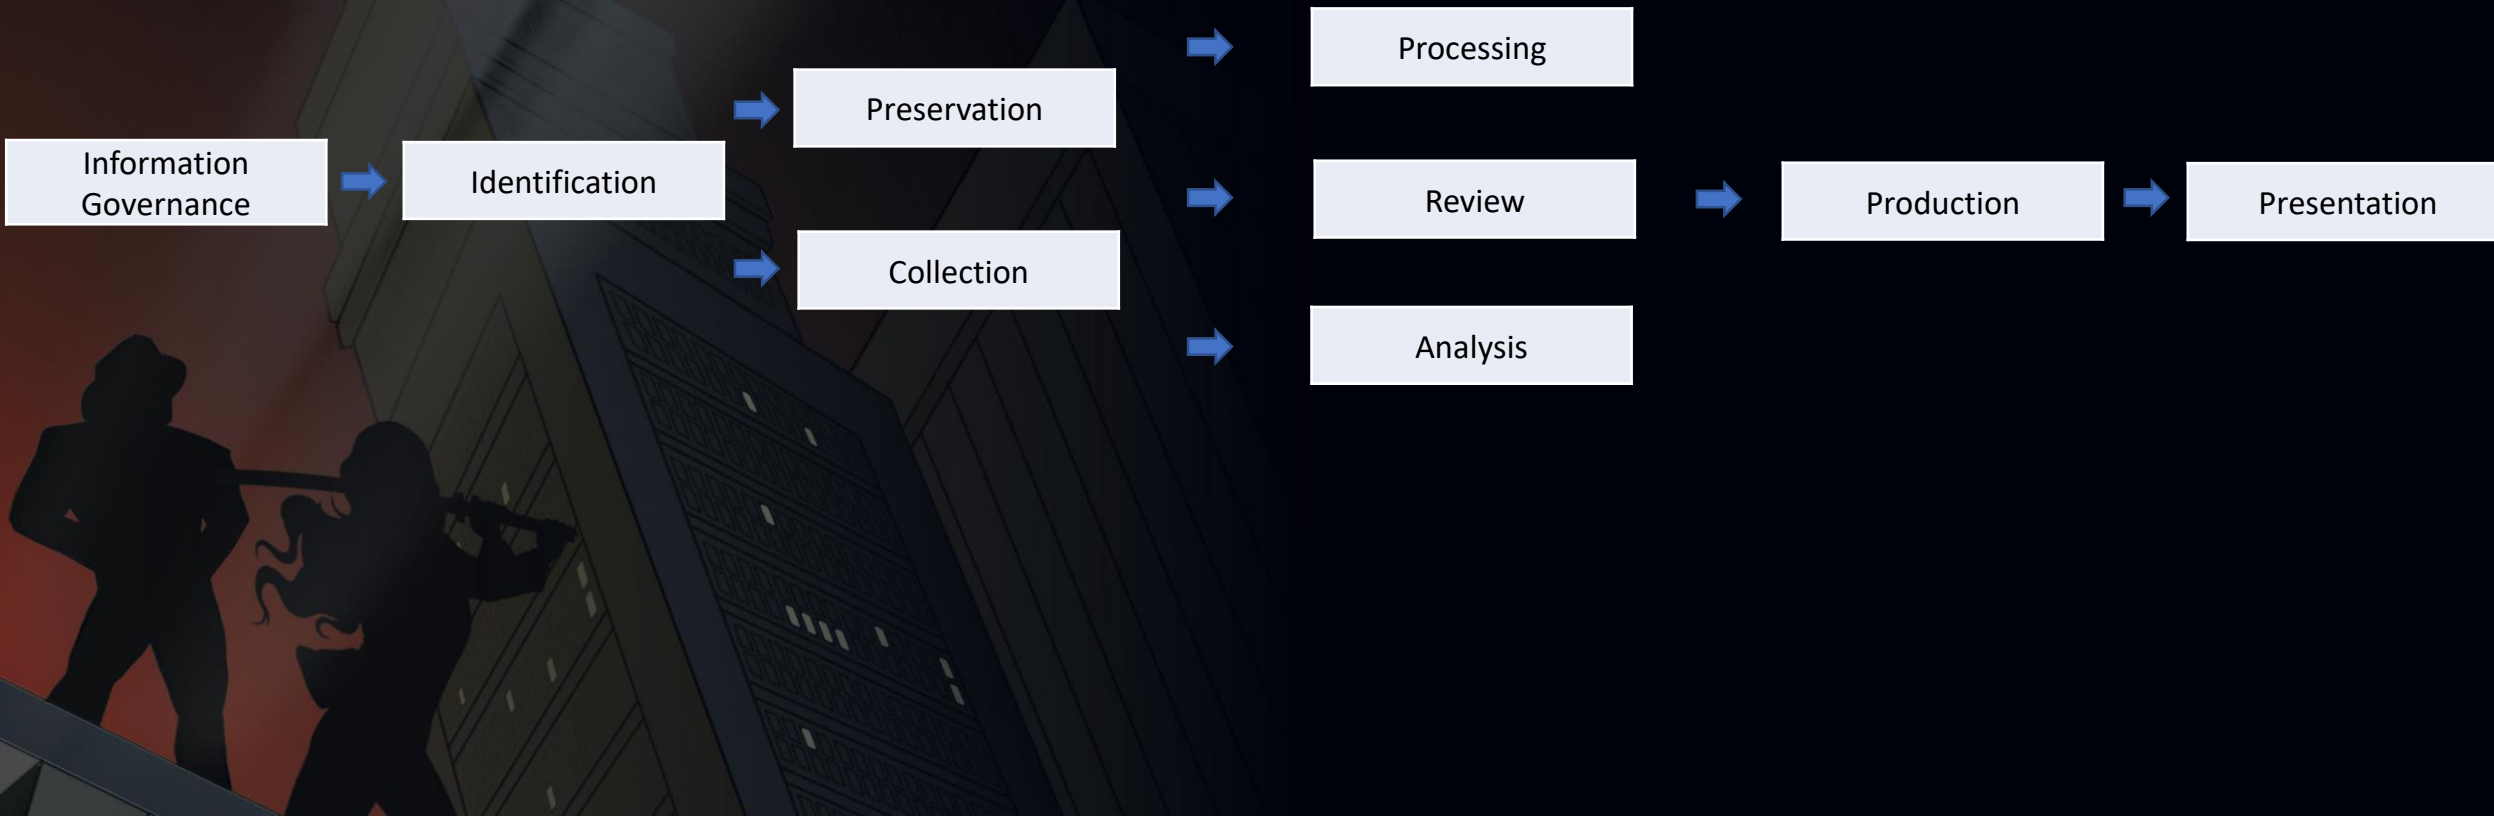 Information
Governance
Identification
Preservation
Collection
Processing
Review
Analysis
Production
Presentation